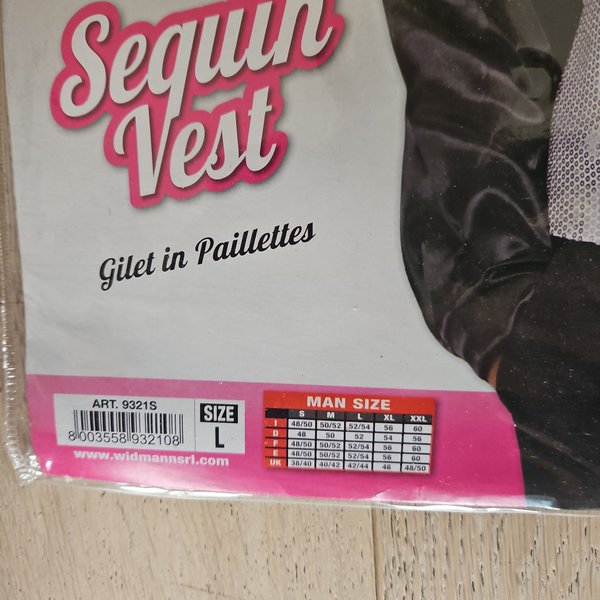 Sequin
Vest
Gilet in Paillettes
ART. 9321S
8 003558 932108
SIZE
L
www.widmannsrl.com
MAN SIZE
S M L XL XXL
I 48/50 50/52 52/54 56 60
D 48 50 52 54 56
F 48/50 50/52 52/54 56 60
E 48/50 50/52 52/54 56 60
UK 38/40 40/42 42/44 46 48/50